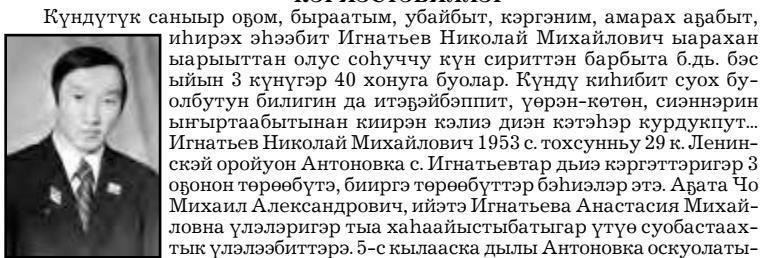 Күндүтүк саныыр оҕом, быраатым, убайбыт, кэргэним, амарах аҕабыт,
иһирэх эһээбит Игнатьев Николай Михайлович ыарахан
ыарыыттан олус соһуччу күн сириттэн барбыта б.дь. бэс
ыйын 3 күнүгэр 40 хонуга буолар. Күндү киһибит суох бу-
олбутун билигин да итэҕэйбэппит, үөрэн-көтөн, сиэннэрин
ыҥыртаабытынан киирэн кэлиэ диэн кэтэһэр курдукпут...
Игнатьев Николай Михайлович 1953 с. тохсунньу 29 к. Ленин-
скэй оройуон Антоновка с. Игнатьевтар дьиэ кэргэттэригэр 3
оҕонон төрөөбүтэ, бииргэ төрөөбүттэр бэһиэлэр этэ. Аҕата Чо
Михаил Александрович, ийэтэ Игнатьева Анастасия Михай-
ловна үлэлэригэр тыа хаһаайыстыбатыгар үтүө суобастаах-
тык үлэлээбиттэрэ. 5-с кылааска дылы Антоновка оскуолаты-